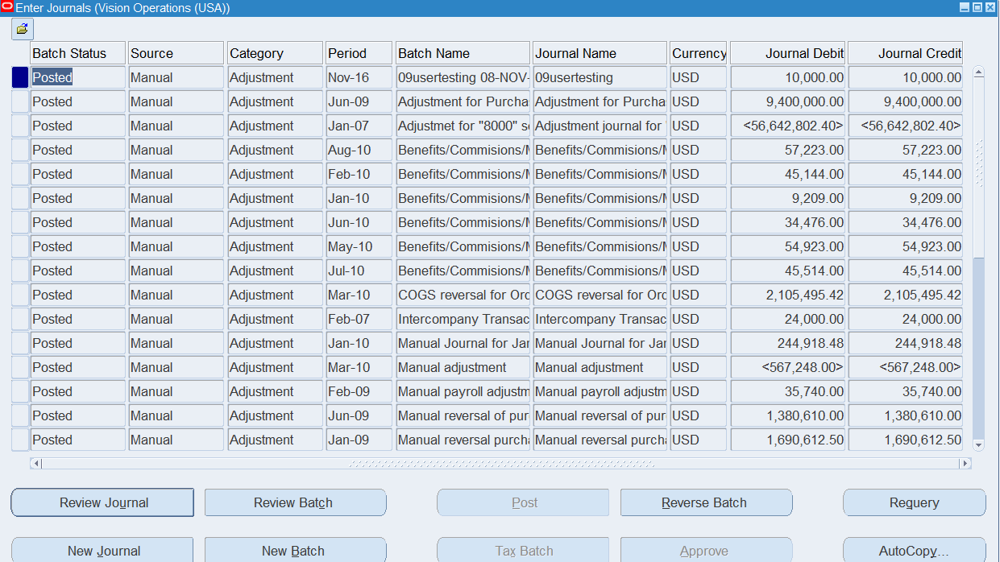 Enter Journals (Vision Operations (USA))
Batch Status Source Category Period Batch Name Journal Name Currency Journal Debit Journal Credit
Posted Manual Adjustment Nov-16 09usertesting 08-NOV- 09usertesting USD 10,000.00 10,000.00
Posted Manual Adjustment Jun-09 Adjustment for Purcha Adjustment for Purcha USD 9,400,000.00 9,400,000.00
Posted Manual Adjustment Jan-07 Adjustmet for "8000" s Adjustment journal for USD <56,642,802.40> <56,642,802.40>
Posted Manual Adjustment Aug-10 Benefits/Commisions/M Benefits/Commisions/M USD 57,223.00 57,223.00
Posted Manual Adjustment Feb-10 Benefits/Commisions/M Benefits/Commisions/M USD 45,144.00 45,144.00
Posted Manual Adjustment Jan-10 Benefits/Commisions/M Benefits/Commisions/M USD 9,209.00 9,209.00
Posted Manual Adjustment Jun-10 Benefits/Commisions/M Benefits/Commisions/M USD 34,476.00 34,476.00
Posted Manual Adjustment May-10 Benefits/Commisions/M Benefits/Commisions/M USD 54,923.00 54,923.00
Posted Manual Adjustment Jul-10 Benefits/Commisions/M Benefits/Commisions/M USD 45,514.00 45,514.00
Posted Manual Adjustment Mar-10 COGS reversal for Ord COGS reversal for Ord USD 2,105,495.42 2,105,495.42
Posted Manual Adjustment Feb-07 Intercompany Transac Intercompany Transac USD 24,000.00 24,000.00
Posted Manual Adjustment Jan-10 Manual Journal for Jan Manual Journal for Jan USD 244,918.48 244,918.48
Posted Manual Adjustment Mar-10 Manual adjustment Manual adjustment USD <567,248.00> <567,248.00>
Posted Manual Adjustment Feb-09 Manual payroll adjustm Manual payroll adjustm USD 35,740.00 35,740.00
Posted Manual Adjustment Jun-09 Manual reversal of pur Manual reversal of pur USD 1,380,610.00 1,380,610.00
Posted Manual Adjustment Jan-09 Manual reversal purcha Manual reversal purcha USD 1,690,612.50 1,690,612.50
Review Journal Review Batch Post Reverse Batch Requery
New Journal New Batch Tax Batch Approve AutoCopy...